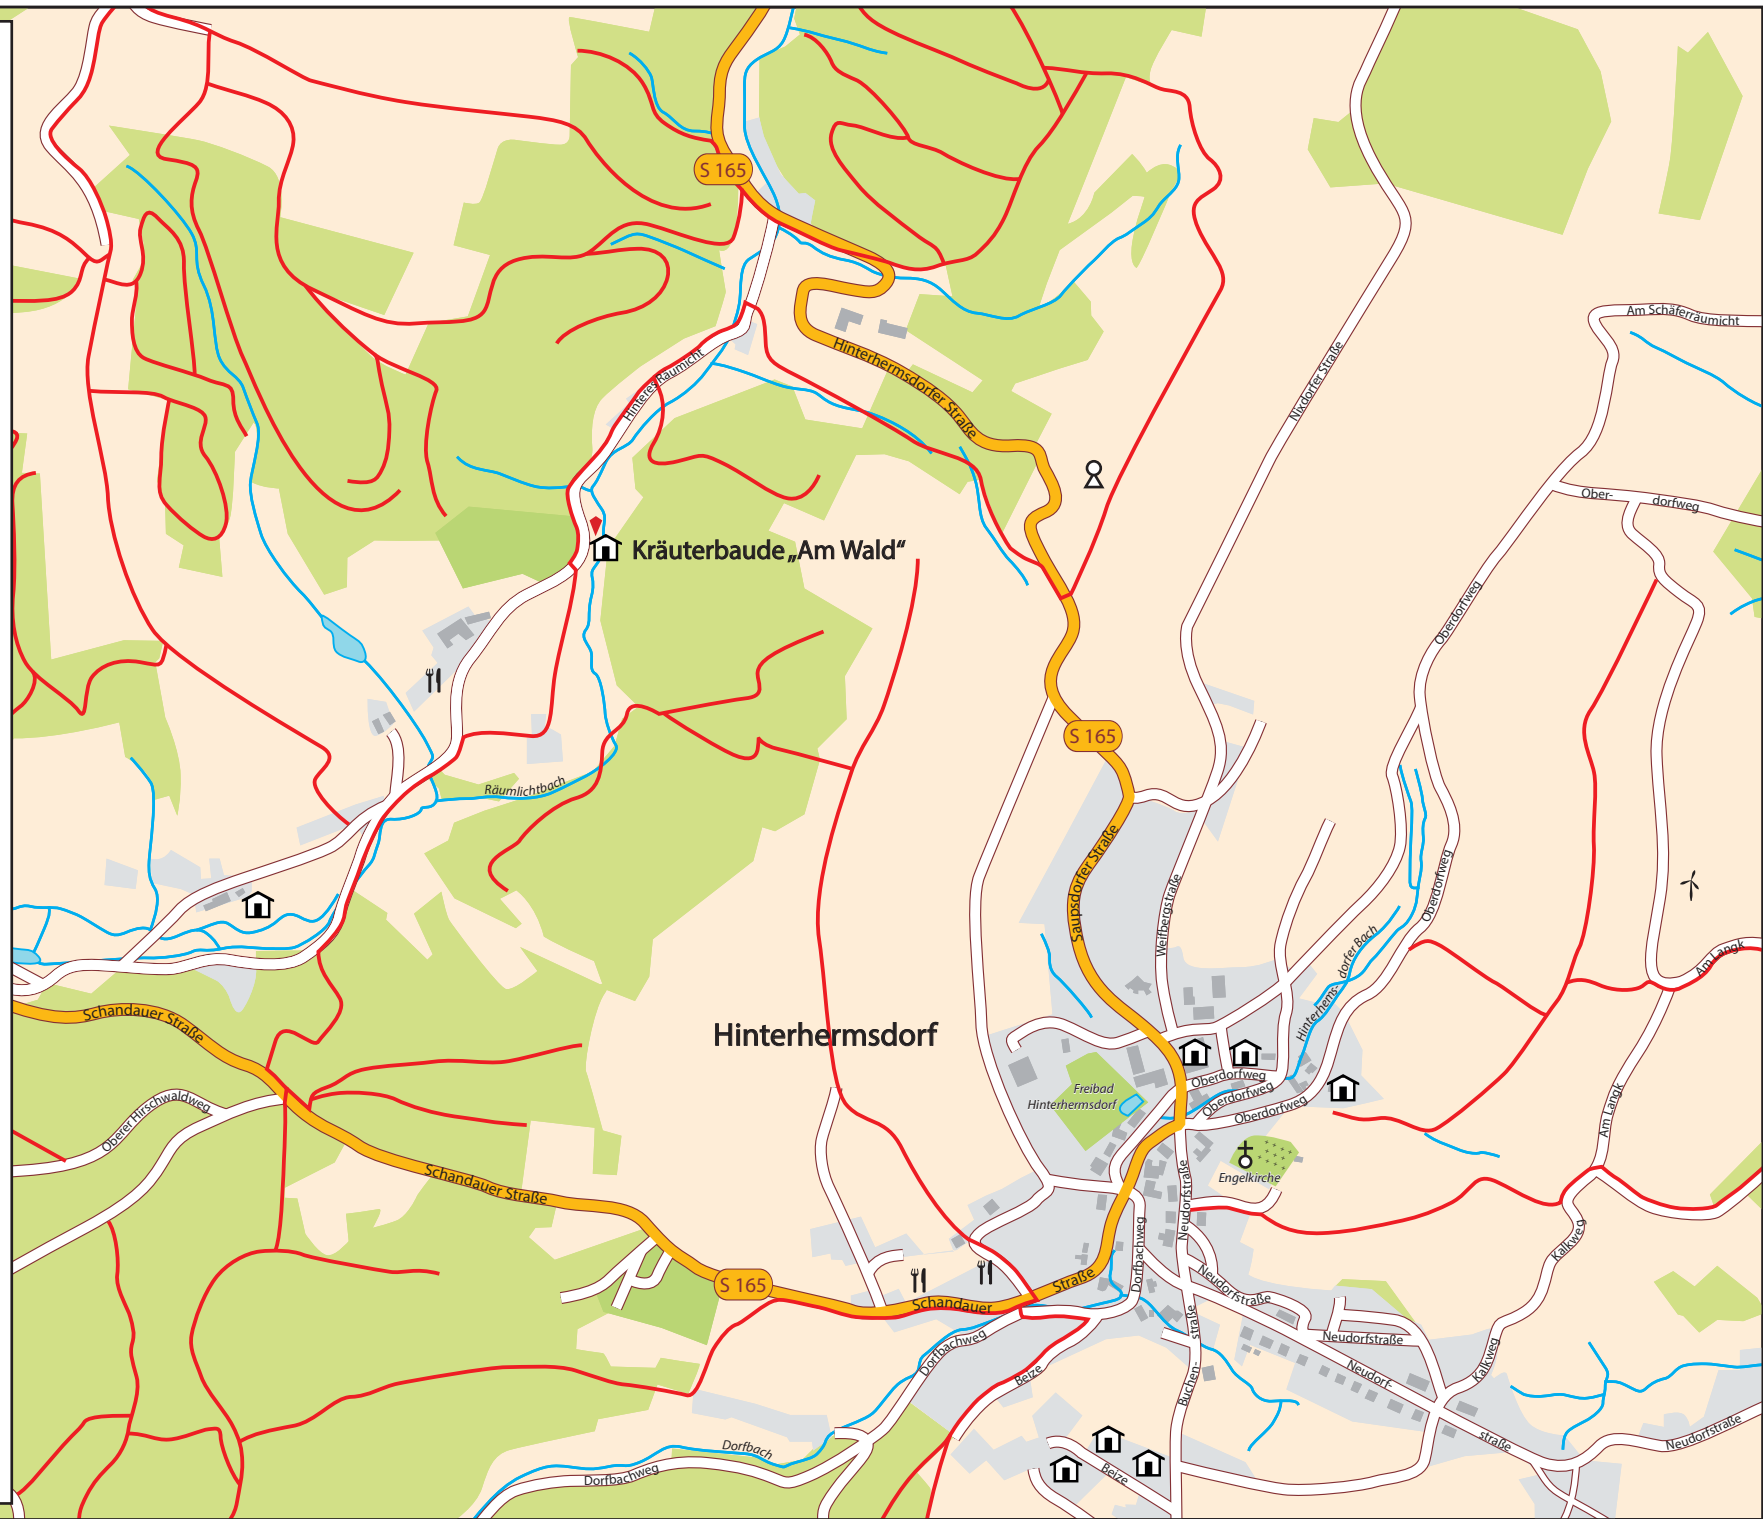 S 165
Am Schäferräumicht
Hinterhermsdorfer Straße
Hinteres Räumicht
Nixdorfer Straße
Ober-
dorfweg
Kräuterbaude „Am Wald“
Oberdorfweg
S 165
Räumlichtbach
Saupsdorfer Straße
Weifbergstraße
Oberdorfweg
Hinterherms-
dorfer Bach
Am Langk
Schandauer Straße
Hinterhermsdorf
Freibad
Hinterhermsdorf
Oberdorfweg
Oberdorfweg
Oberdorfweg
Oberer Hirschwaldweg
Am Langk
Schandauer Straße
Engelkirche
Neudorfstraße
Dorfbachweg
Kalkweg
S 165
Schandauer
Straße
Neudorfstraße
Neudorfstraße
Dorfbachweg
Beize
Buchen-
straße
Neudorf-
straße
Kalkweg
Neudorfstraße
Dorfbach
Dorfbachweg
Beize